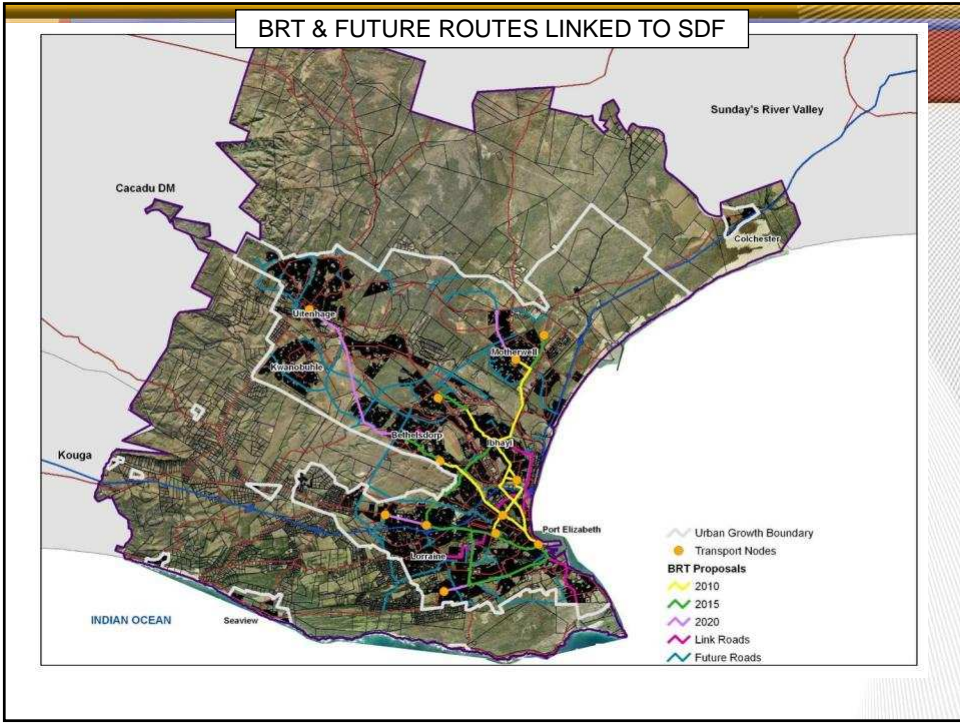 BRT & FUTURE ROUTES LINKED TO SDF
Sunday's River Valley
Cacadu DM
Colchester
Uitenhage
Motherwell
Kwanobuhle
Bethelsdorp
Ibhayi
Kouga
Port Elizabeth
Lorraine
INDIAN OCEAN
Seaview
Urban Growth Boundary
Transport Nodes
BRT Proposals
2010
2015
2020
Link Roads
Future Roads